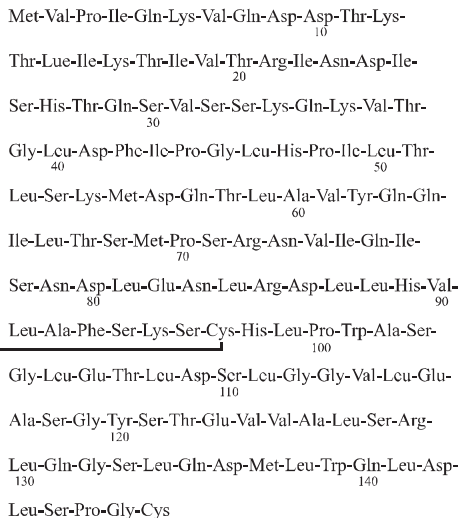 Met-Val-Pro-Ile-Gln-Lys-Val-Gln-Asp-Asp-Thr-Lys-
10
Thr-Lue-Ile-Lys-Thr-Ile-Val-Thr-Arg-Ile-Asn-Asp-Ile-
20
Ser-His-Thr-Gln-Ser-Val-Ser-Ser-Lys-Gln-Lys-Val-Thr-
30
Gly-Leu-Asp-Phe-Ile-Pro-Gly-Leu-His-Pro-Ile-Leu-Thr-
40 50
Leu-Ser-Lys-Met-Asp-Gln-Thr-Leu-Ala-Val-Tyr-Gln-Gln-
60
Ile-Leu-Thr-Ser-Met-Pro-Ser-Arg-Asn-Val-Ile-Gln-Ile-
70
Ser-Asn-Asp-Leu-Glu-Asn-Leu-Arg-Asp-Leu-Leu-His-Val-
80 90
Leu-Ala-Phe-Ser-Lys-Ser-Cys-His-Leu-Pro-Trp-Ala-Ser-
100
Gly-Leu-Glu-Thr-Leu-Asp-Ser-Leu-Gly-Gly-Val-Leu-Glu-
110
Ala-Ser-Gly-Tyr-Ser-Thr-Glu-Val-Val-Ala-Leu-Ser-Arg-
120
Leu-Gln-Gly-Ser-Leu-Gln-Asp-Met-Leu-Trp-Gln-Leu-Asp-
130 140
Leu-Ser-Pro-Gly-Cys